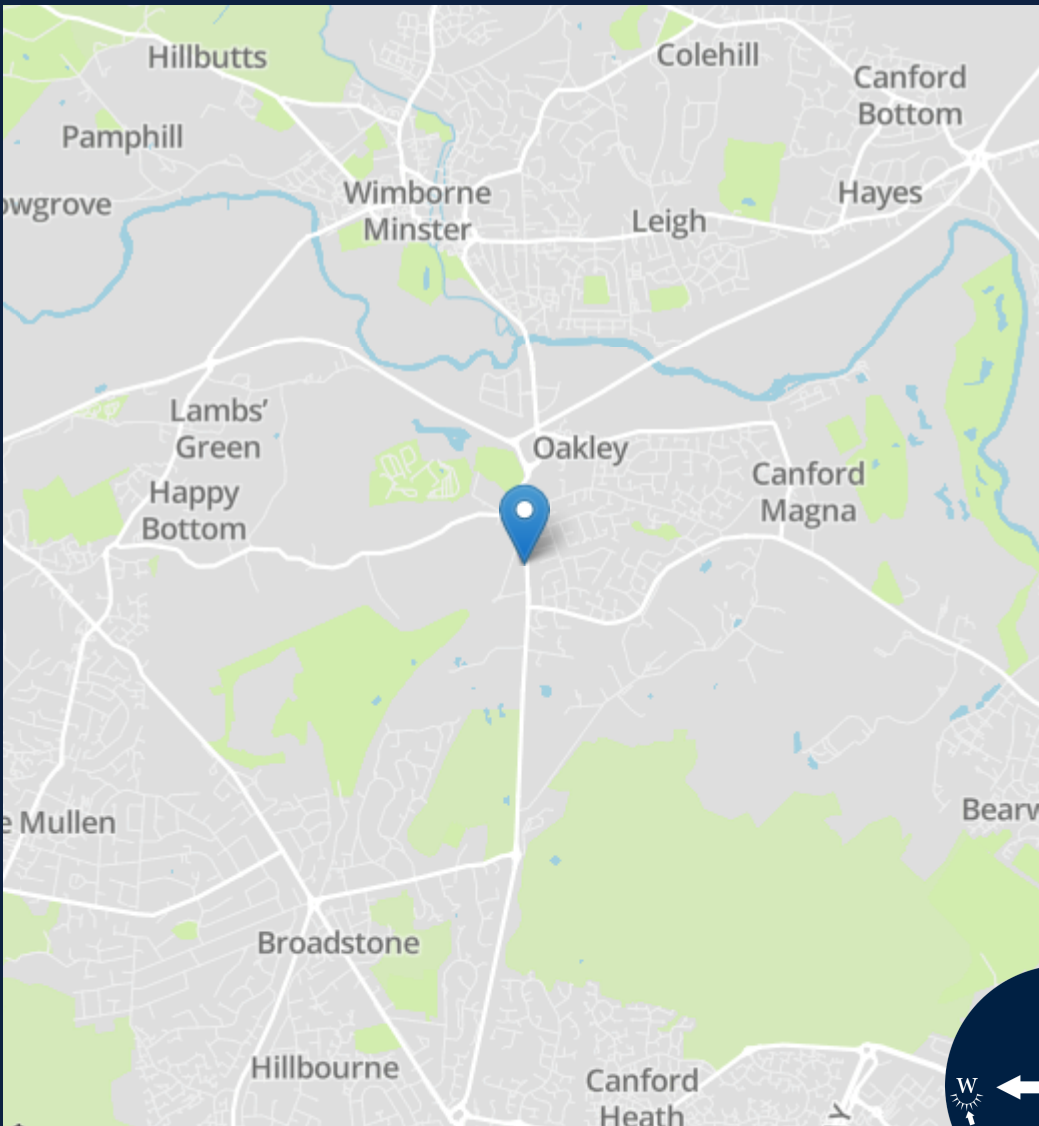 Hillbutts
Colehill
Canford
Bottom
Pamphill
owgrove
Wimborne
Minster
Hayes
Leigh
Lambs'
Green
Oakley
Happy
Bottom
Canford
Magna
e Mullen
Bearw
Broadstone
Hillbourne
Canford
Heath
W